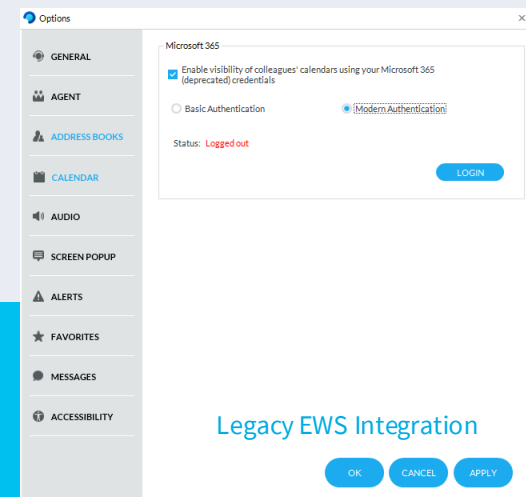 Options
GENERAL
AGENT
ADDRESS BOOKS
CALENDAR
AUDIO
SCREEN POPUP
ALERTS
FAVORITES
MESSAGES
ACCESSIBILITY
Microsoft 365
Enable visibility of colleagues' calendars using your Microsoft 365
(deprecated) credentials
Basic Authentication
Modern Authentication
Status: Logged out
LOGIN
Legacy EWS Integration
OK
CANCEL
APPLY